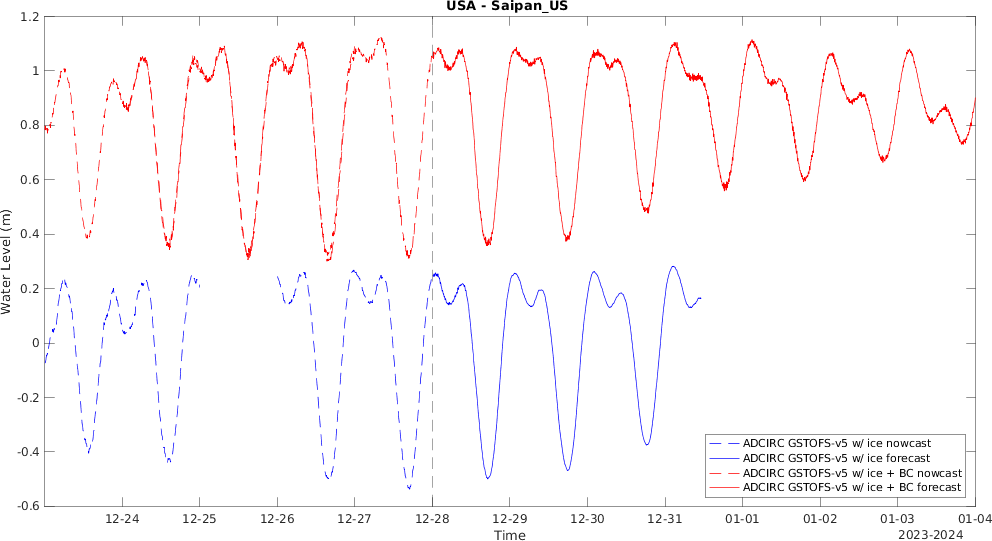 USA - Saipan_US
1.2
1
0.8
0.6
0.4
0.2
0
-0.2
-0.4
-0.6
Water Level (m)
ADCIRC GSTOFS-v5 w/ ice nowcast
ADCIRC GSTOFS-v5 w/ ice forecast
ADCIRC GSTOFS-v5 w/ ice + BC nowcast
ADCIRC GSTOFS-v5 w/ ice + BC forecast
12-24 12-25 12-26 12-27 12-28 12-29 12-30 12-31 01-01 01-02 01-03 01-04
Time
2023-2024